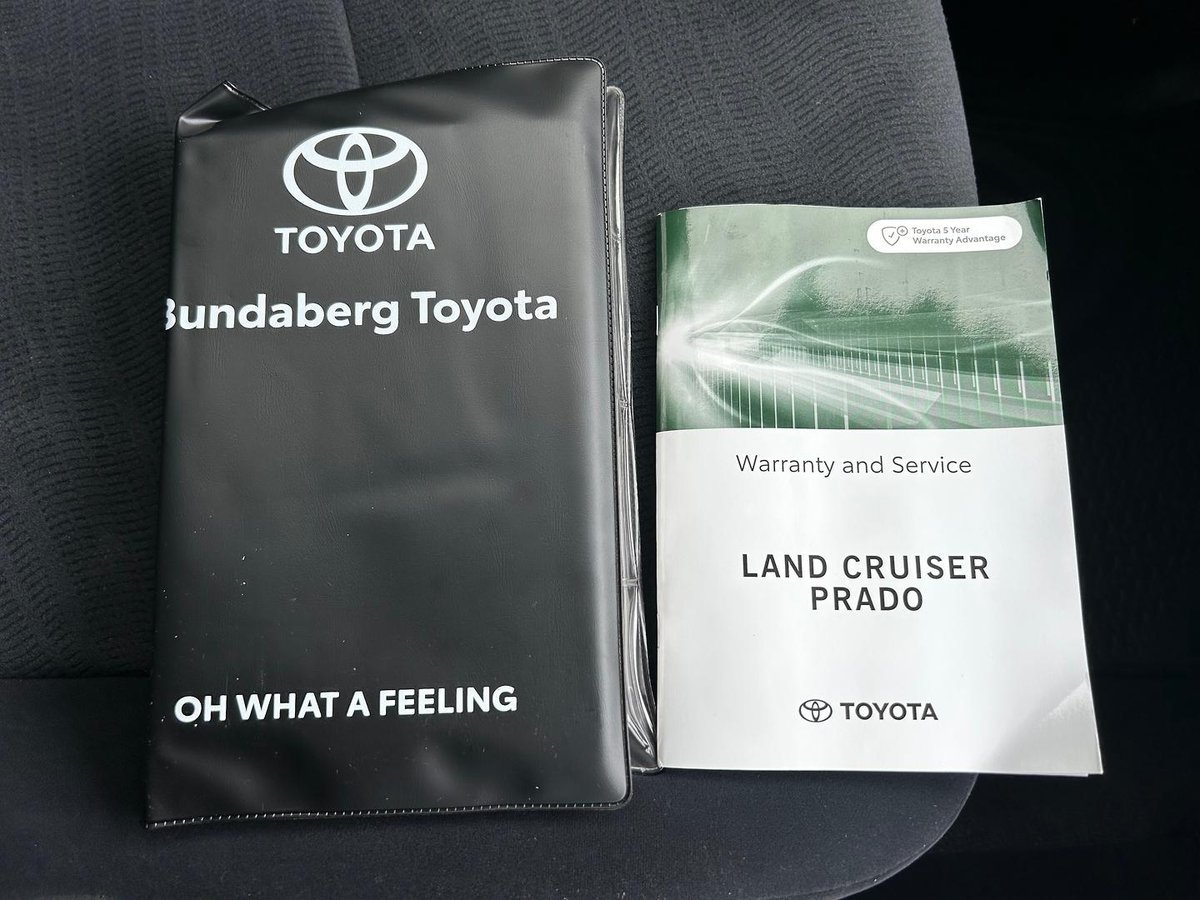 TOYOTA
Bundaberg Toyota
OH WHAT A FEELING
Toyota 5 Year
Warranty Advantage
Warranty and Service
LAND CRUISER
PRADO
TOYOTA